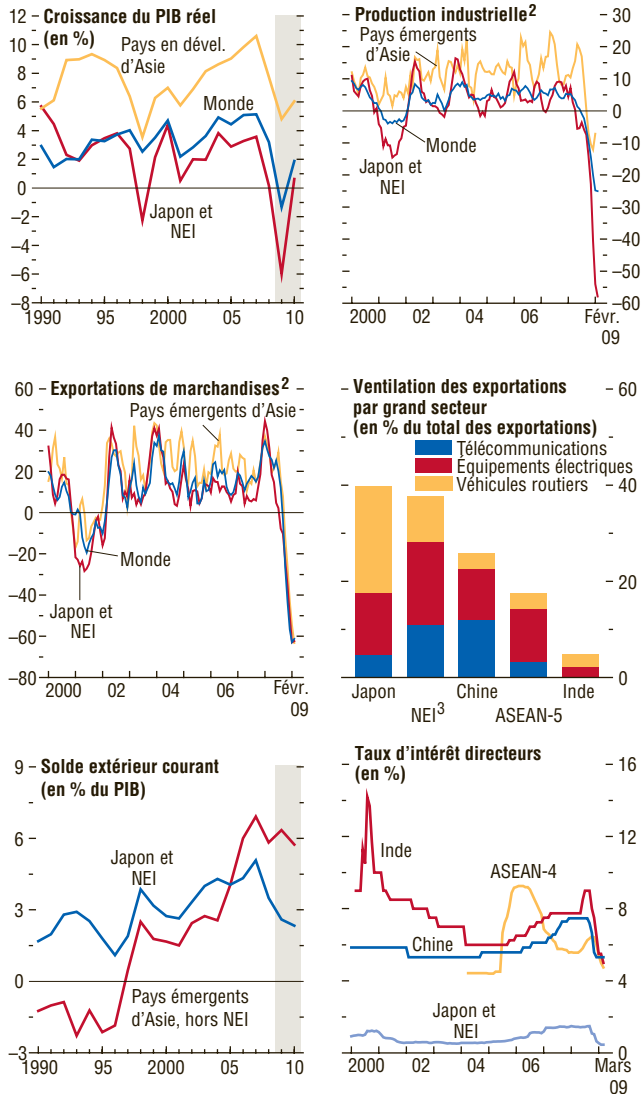 Croissance du PIB réel
(en %)
12
10
8
6
4
2
0
–2
–4
–6
–8
Pays en dével.
d'Asie
Monde
Japon et
NEI
1990
95
2000
05
10
Production industrielle2
30
20
10
0
–10
–20
–30
–40
–50
–60
Pays émergents
d'Asie
Monde
Japon et
NEI
2000
02
04
06
Févr.
09
Exportations de marchandises2
60
40
20
0
–20
–40
–60
–80
Pays émergents d'Asie
Monde
Japon et
NEI
2000
02
04
06
Févr.
09
Ventilation des exportations
par grand secteur
(en % du total des exportations)
Télécommunications
Équipements électriques
Véhicules routiers
60
40
20
0
Japon
NEI3
Chine
ASEAN-5
Inde
Solde extérieur courant
(en % du PIB)
9
6
3
0
–3
Japon et
NEI
Pays émergents
d'Asie, hors NEI
1990
95
2000
05
10
Taux d'intérêt directeurs
(en %)
16
12
8
4
0
Inde
ASEAN-4
Chine
Japon et
NEI
2000
02
04
06
Mars
09